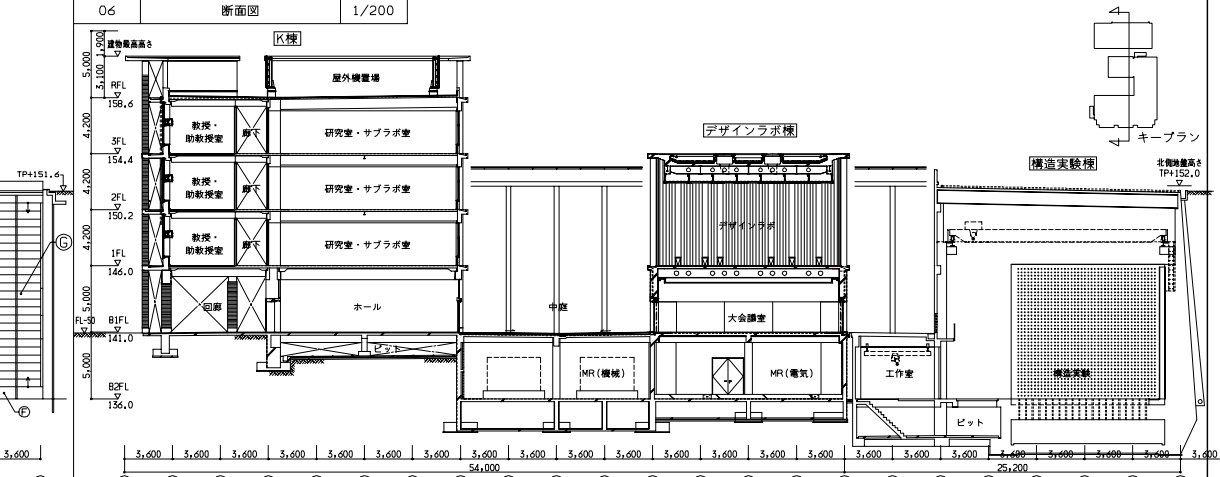 06 断面図 1/200
K棟
建物最高高さ
1,900
5,000
3,100
屋外機置場
RFL
158.6
教授・
助教授室
廊下
研究室・サブラボ室
4,200
3FL
154.4
教授・
助教授室
廊下
研究室・サブラボ室
4,200
2FL
150.2
教授・
助教授室
廊下
研究室・サブラボ室
4,200
1FL
146.0
回廊
ホール
中庭
5,000
FL-50
B1FL
141.0
ピット
5,000
B2FL
136.0
MR(機械)
デザインラボ棟
デザインラボ
大会議室
MR(電気)
キープラン
構造実験棟
北側地盤高さ
TP+152.0
工作室
構造実験
ピット
TP+151.6
G
F
3,600
3,600 3,600 3,600 3,600 3,600 3,600 3,600 3,600 3,600 3,600 3,600 3,600 3,600 3,600 3,600 3,600 3,600 3,600 3,600 3,600 3,600 3,600 3,600
54,000 25,200